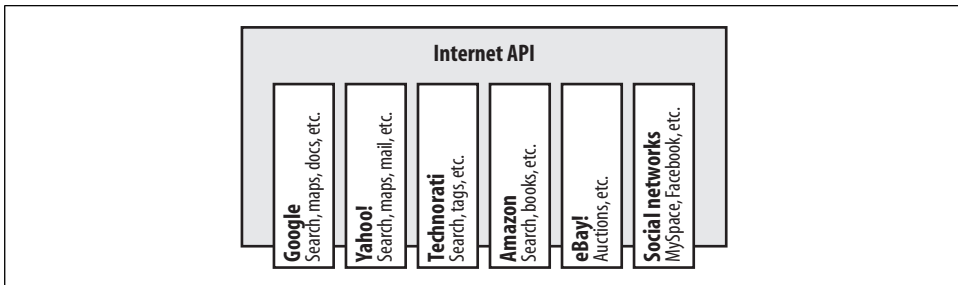 Internet API
Google
Search, maps, docs, etc.
Yahoo!
Search, maps, mail, etc.
Technorati
Search, tags, etc.
Amazon
Search, books, etc.
eBay!
Auctions, etc.
Social networks
MySpace, Facebook, etc.